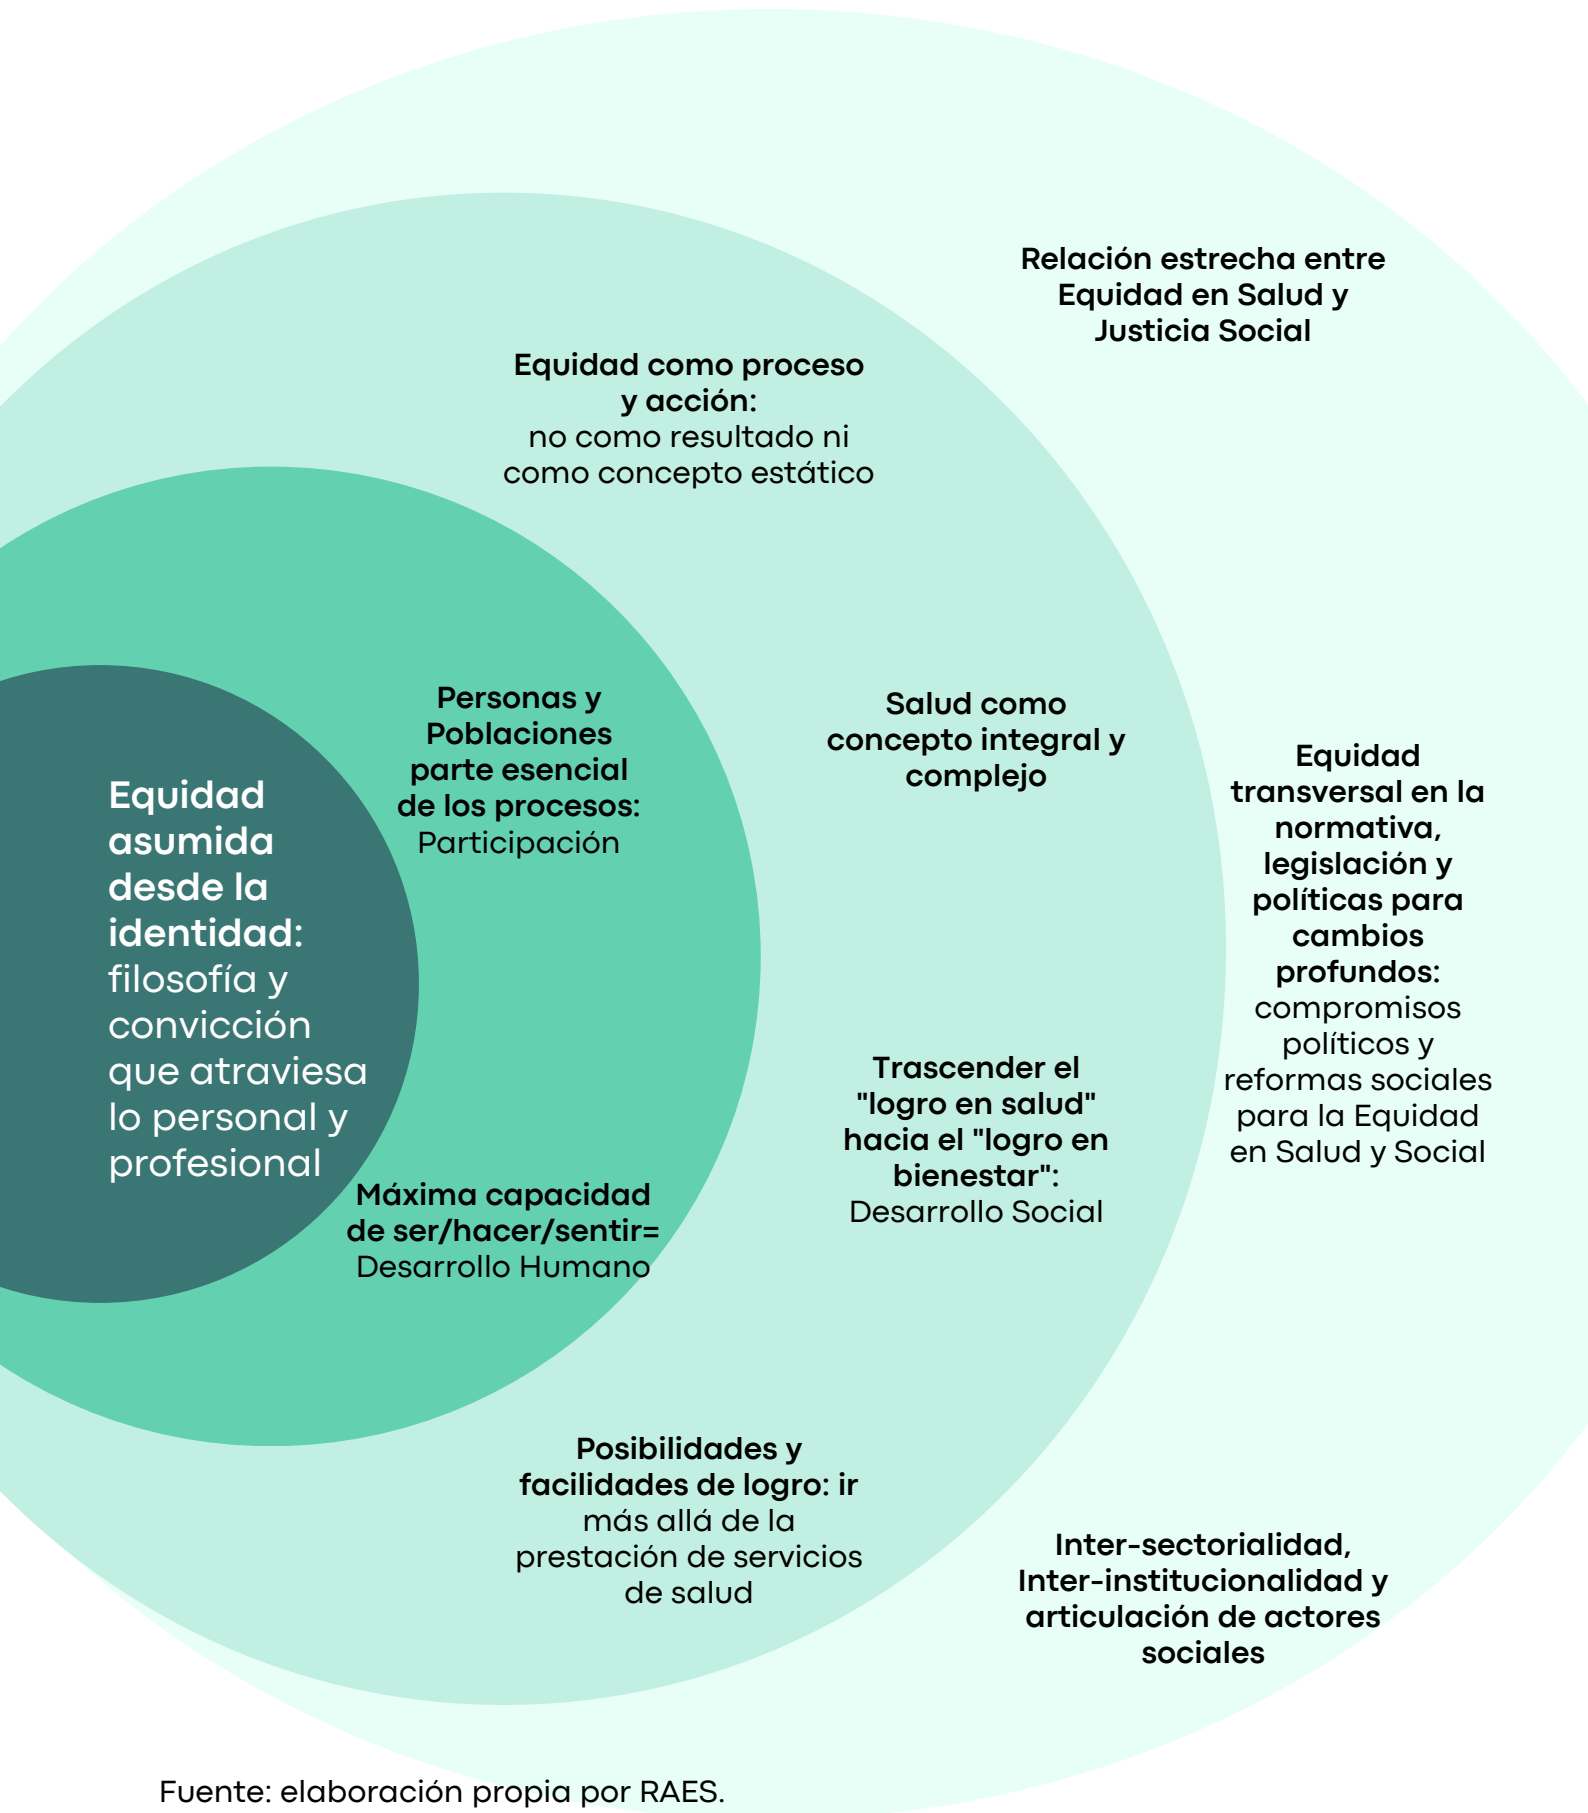 Relación estrecha entre
Equidad en Salud y
Justicia Social
Equidad como proceso
y acción:
no como resultado ni
como concepto estático
Personas y
Poblaciones
parte esencial
de los procesos:
Participación
Salud como
concepto integral y
complejo
Equidad
transversal en la
normativa,
legislación y
políticas para
cambios
profundos:
compromisos
políticos y
reformas sociales
para la Equidad
en Salud y Social
Equidad
asumida
desde la
identidad:
filosofía y
convicción
que atraviesa
lo personal y
profesional
Trascender el
"logro en salud"
hacia el "logro en
bienestar":
Desarrollo Social
Máxima capacidad
de ser/hacer/sentir=
Desarrollo Humano
Posibilidades y
facilidades de logro: ir
más allá de la
prestación de servicios
de salud
Inter-sectorialidad,
Inter-institucionalidad y
articulación de actores
sociales
Fuente: elaboración propia por RAES.